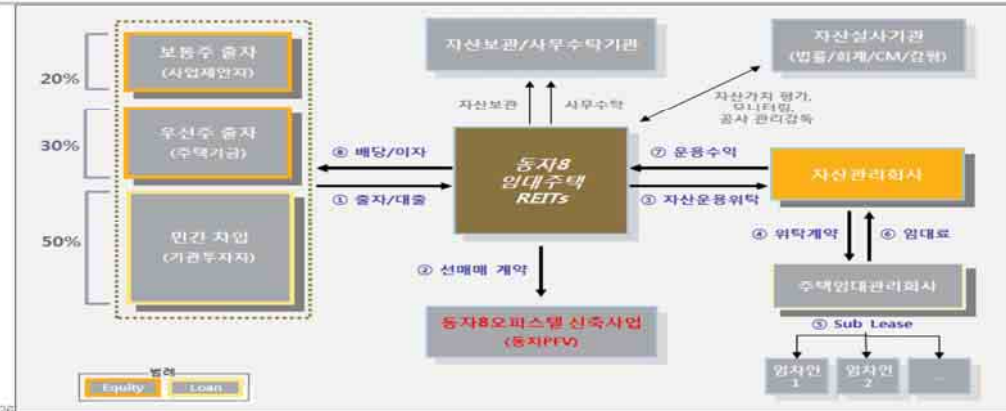 20%
보통주 출자
(사업제안자)
30%
우선주 출자
(주택기금)
50%
민간 차입
(기관투자자)
범례
Equity
Loan
자산보관/사무수탁기관
자산보관
사무수탁
자산실사기관
(법률/회계/CM/감평)
자산가치 평가,
모니터링,
공사 관리감독
동자8
임대주택
REITs
⑧ 배당/이자
① 출자/대출
⑦ 운용수익
③ 자산운용위탁
자산관리회사
② 선매매 계약
동자8오피스텔 신축사업
(동자PFV)
④ 위탁계약
⑥ 임대료
주택임대관리회사
⑤ Sub Lease
임차인
1
임차인
2
...